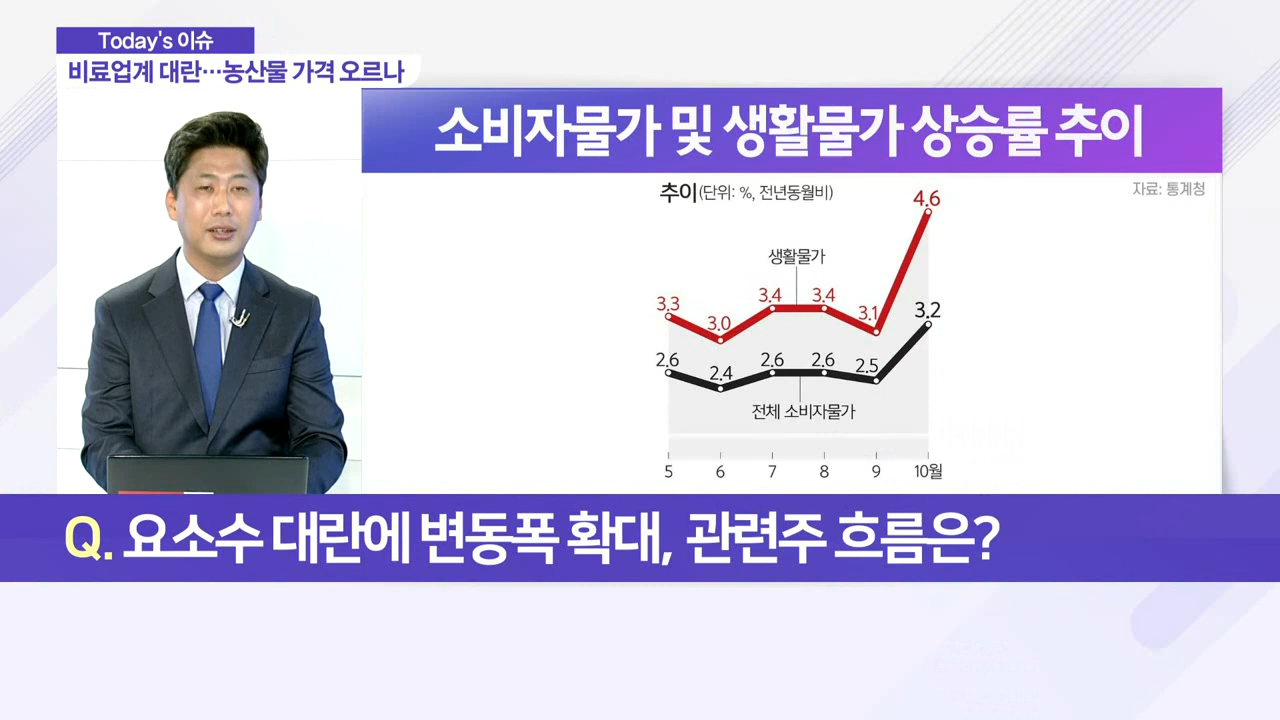 Today's 이슈
비료업계 대란…농산물 가격 오르나
소비자물가 및 생활물가 상승률 추이
추이(단위: %, 전년동월비)
자료: 통계청
4.6
생활물가
3.3 3.0 3.4 3.4 3.1
3.2
2.6 2.4 2.6 2.6 2.5
전체 소비자물가
5 6 7 8 9 10월
Q. 요소수 대란에 변동폭 확대, 관련주 흐름은?